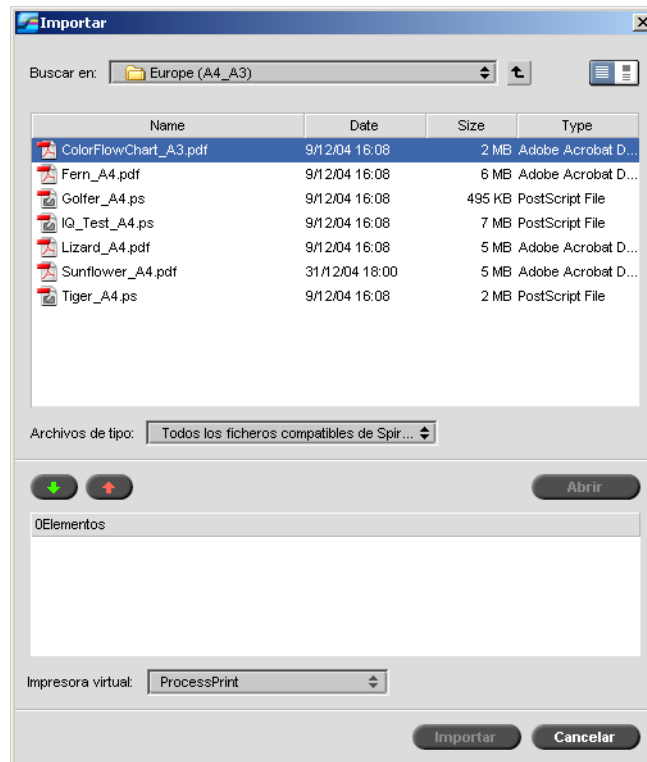 Importar
Buscar en: Europe (A4_A3)
Name Date Size Type
ColorFlowChart_A3.pdf 9/12/04 16:08 2 MB Adobe Acrobat D...
Fern_A4.pdf 9/12/04 16:08 6 MB Adobe Acrobat D...
Golfer_A4.ps 9/12/04 16:08 495 KB PostScript File
IQ_Test_A4.ps 9/12/04 16:08 7 MB PostScript File
Lizard_A4.pdf 9/12/04 16:08 5 MB Adobe Acrobat D...
Sunflower_A4.pdf 31/12/04 18:00 5 MB Adobe Acrobat D...
Tiger_A4.ps 9/12/04 16:08 2 MB PostScript File
Archivos de tipo: Todos los ficheros compatibles de Spir...
Abrir
0Elementos
Impresora virtual: ProcessPrint
Importar Cancelar